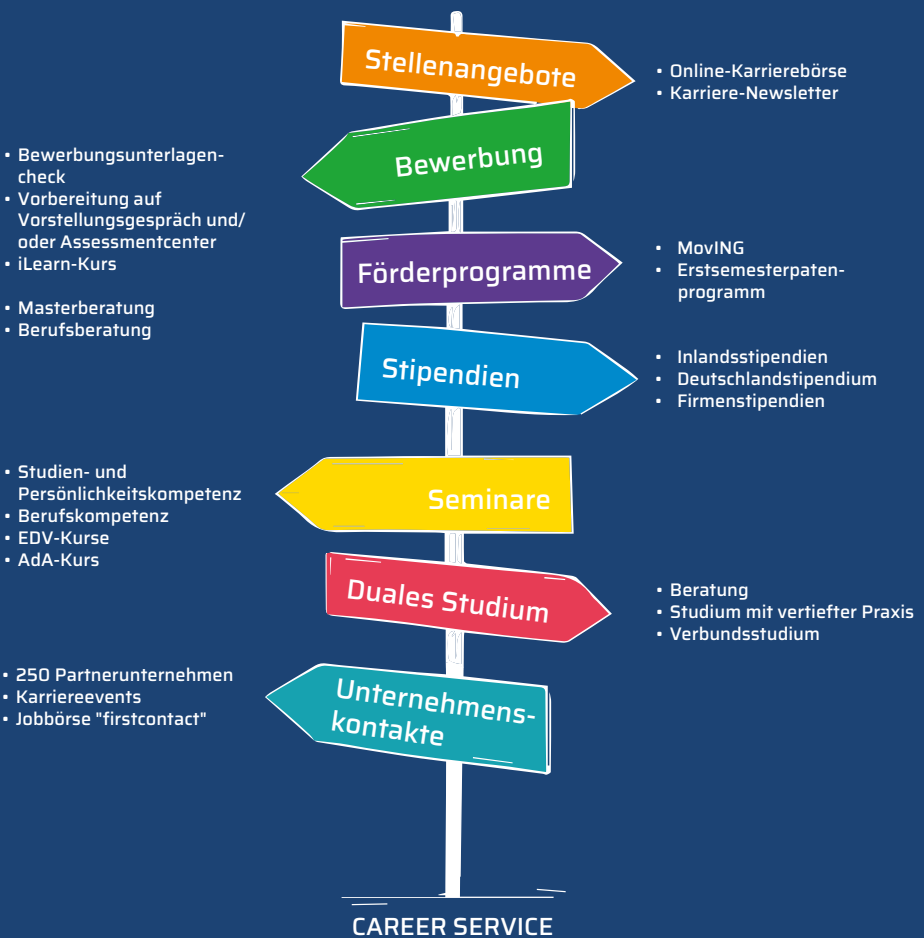 Stellenangebote
• Online-Karrierebörse
• Karriere-Newsletter
Bewerbung
• Bewerbungsunterlagen-
check
• Vorbereitung auf
Vorstellungsgespräch und/
oder Assessmentcenter
• iLearn-Kurs
• Masterberatung
• Berufsberatung
Förderprogramme
• MovING
• Erstsemesterpaten-
programm
Stipendien
• Inlandsstipendien
• Deutschlandstipendium
• Firmenstipendien
Seminare
• Studien- und
Persönlichkeitskompetenz
• Berufskompetenz
• EDV-Kurse
• AdA-Kurs
Duales Studium
• Beratung
• Studium mit vertiefter Praxis
• Verbundsstudium
Unternehmens-
kontakte
• 250 Partnerunternehmen
• Karriereevents
• Jobbörse "firstcontact"
CAREER SERVICE